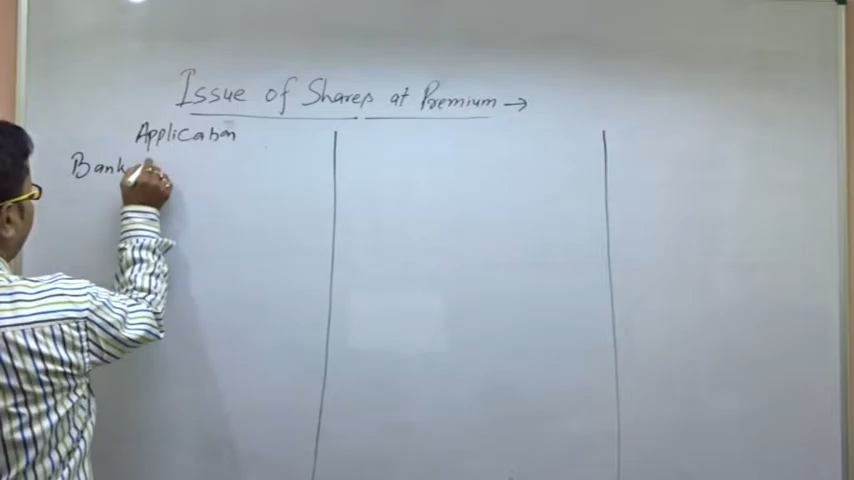 Issue of Shares at Premium →
Application
Bank